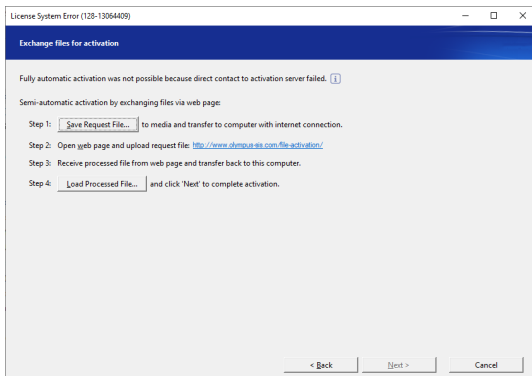 License System Error (128-13064409)
Exchange files for activation
Fully automatic activation was not possible because direct contact to activation server failed. i
Semi-automatic activation by exchanging files via web page:
Step 1: Save Request File... to media and transfer to computer with internet connection.
Step 2: Open web page and upload request file: http://www.olympus-sis.com/file-activation/
Step 3: Receive processed file from web page and transfer back to this computer.
Step 4: Load Processed File... and click 'Next' to complete activation.
< Back Next > Cancel